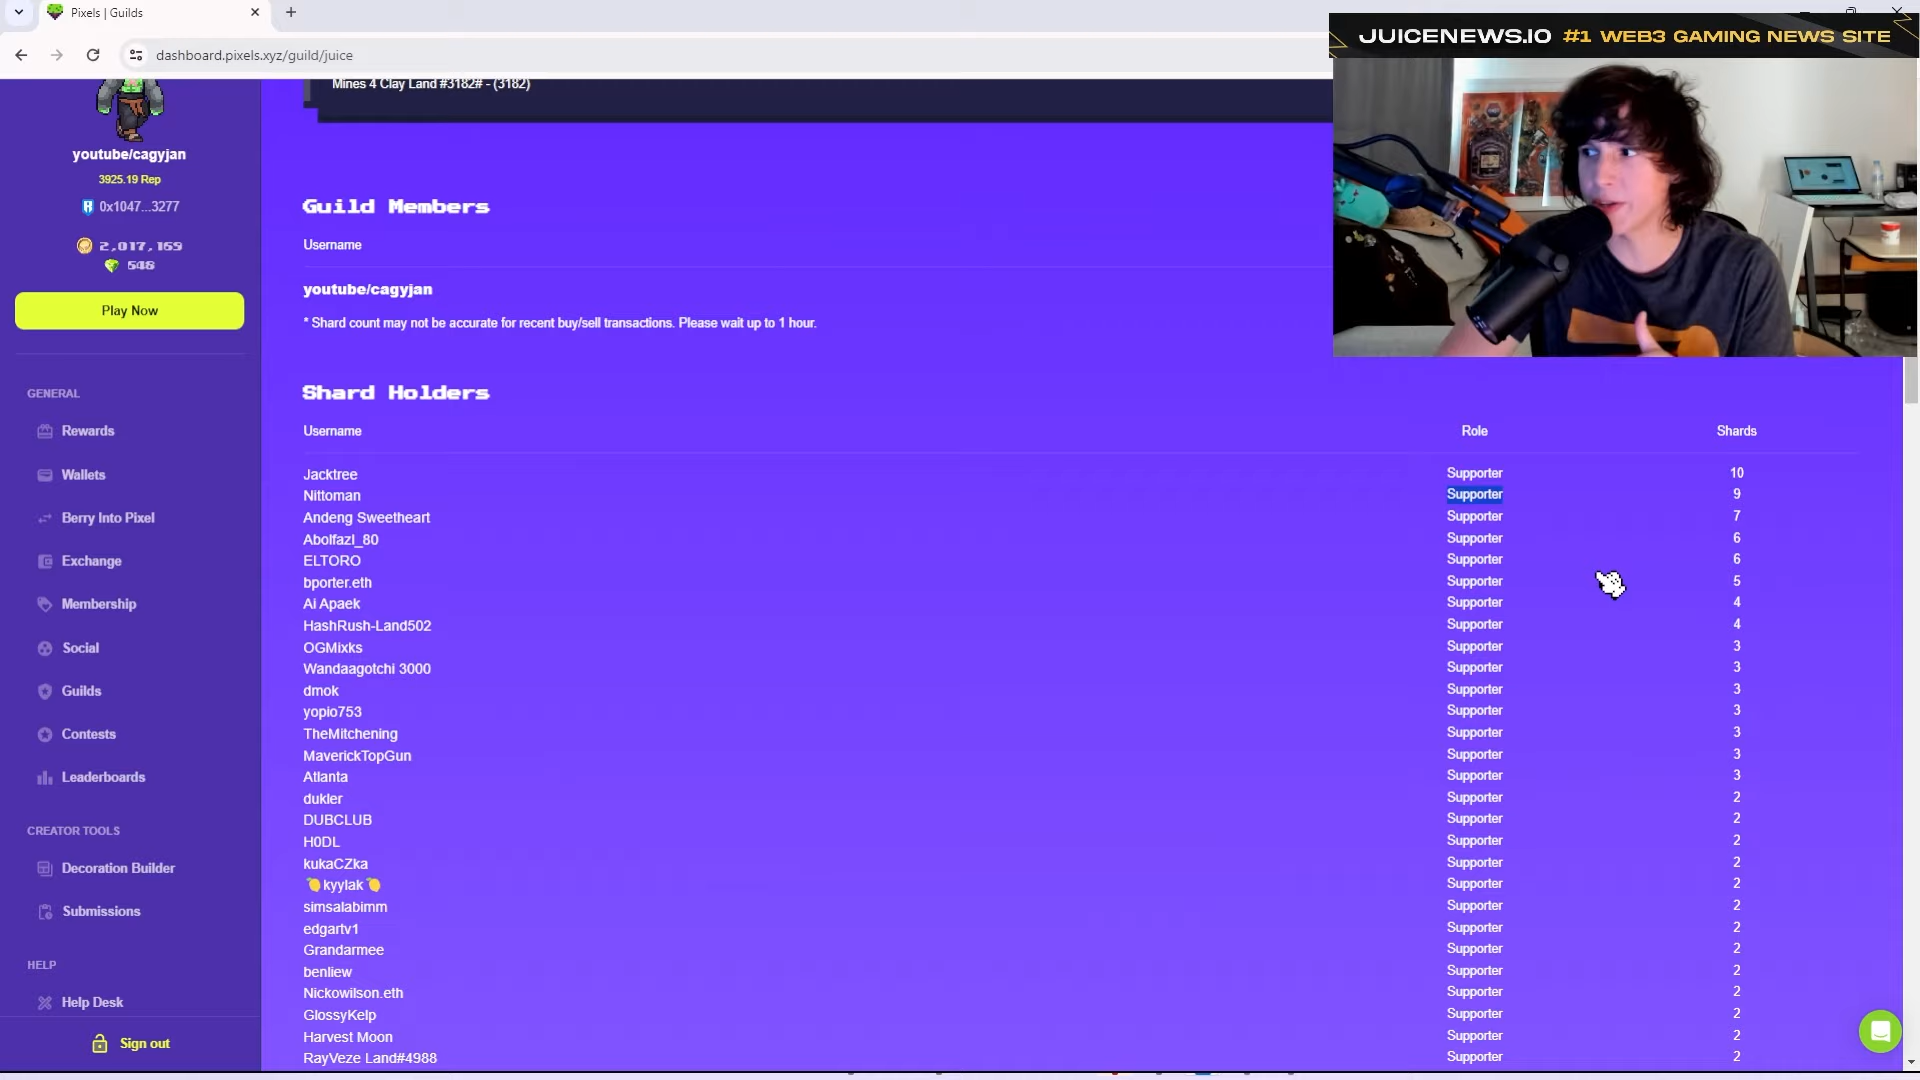 Pixels | Guilds
dashboard.pixels.xyz/guild/juice
JUICENEWS.IO #1 WEB3 GAMING NEWS SITE
youtube/cagyjan
3925.19 Rep
0x1047...3277
2,017,169
548
Play Now
GENERAL
Rewards
Wallets
Berry Into Pixel
Exchange
Membership
Social
Guilds
Contests
Leaderboards
CREATOR TOOLS
Decoration Builder
Submissions
HELP
Help Desk
Sign out
Mines 4 Clay Land #3182# - (3182)
Guild Members
Username
youtube/cagyjan
* Shard count may not be accurate for recent buy/sell transactions. Please wait up to 1 hour.
Shard Holders
Username Role Shards
Jacktree Supporter 10
Nittoman Supporter 9
Andeng Sweetheart Supporter 7
Abolfazl_80 Supporter 6
ELTORO Supporter 6
bporter.eth Supporter 5
Ai Apaek Supporter 4
HashRush-Land502 Supporter 4
OGMixks Supporter 3
Wandaagotchi 3000 Supporter 3
dmok Supporter 3
yopio753 Supporter 3
TheMitchening Supporter 3
MaverickTopGun Supporter 3
Atlanta Supporter 3
dukler Supporter 2
DUBCLUB Supporter 2
H0DL Supporter 2
kukaCZka Supporter 2
🍋kyylak🍋 Supporter 2
simsalabimm Supporter 2
edgartv1 Supporter 2
Grandarmee Supporter 2
benliew Supporter 2
Nickowilson.eth Supporter 2
GlossyKelp Supporter 2
Harvest Moon Supporter 2
RayVeze Land#4988 Supporter 2